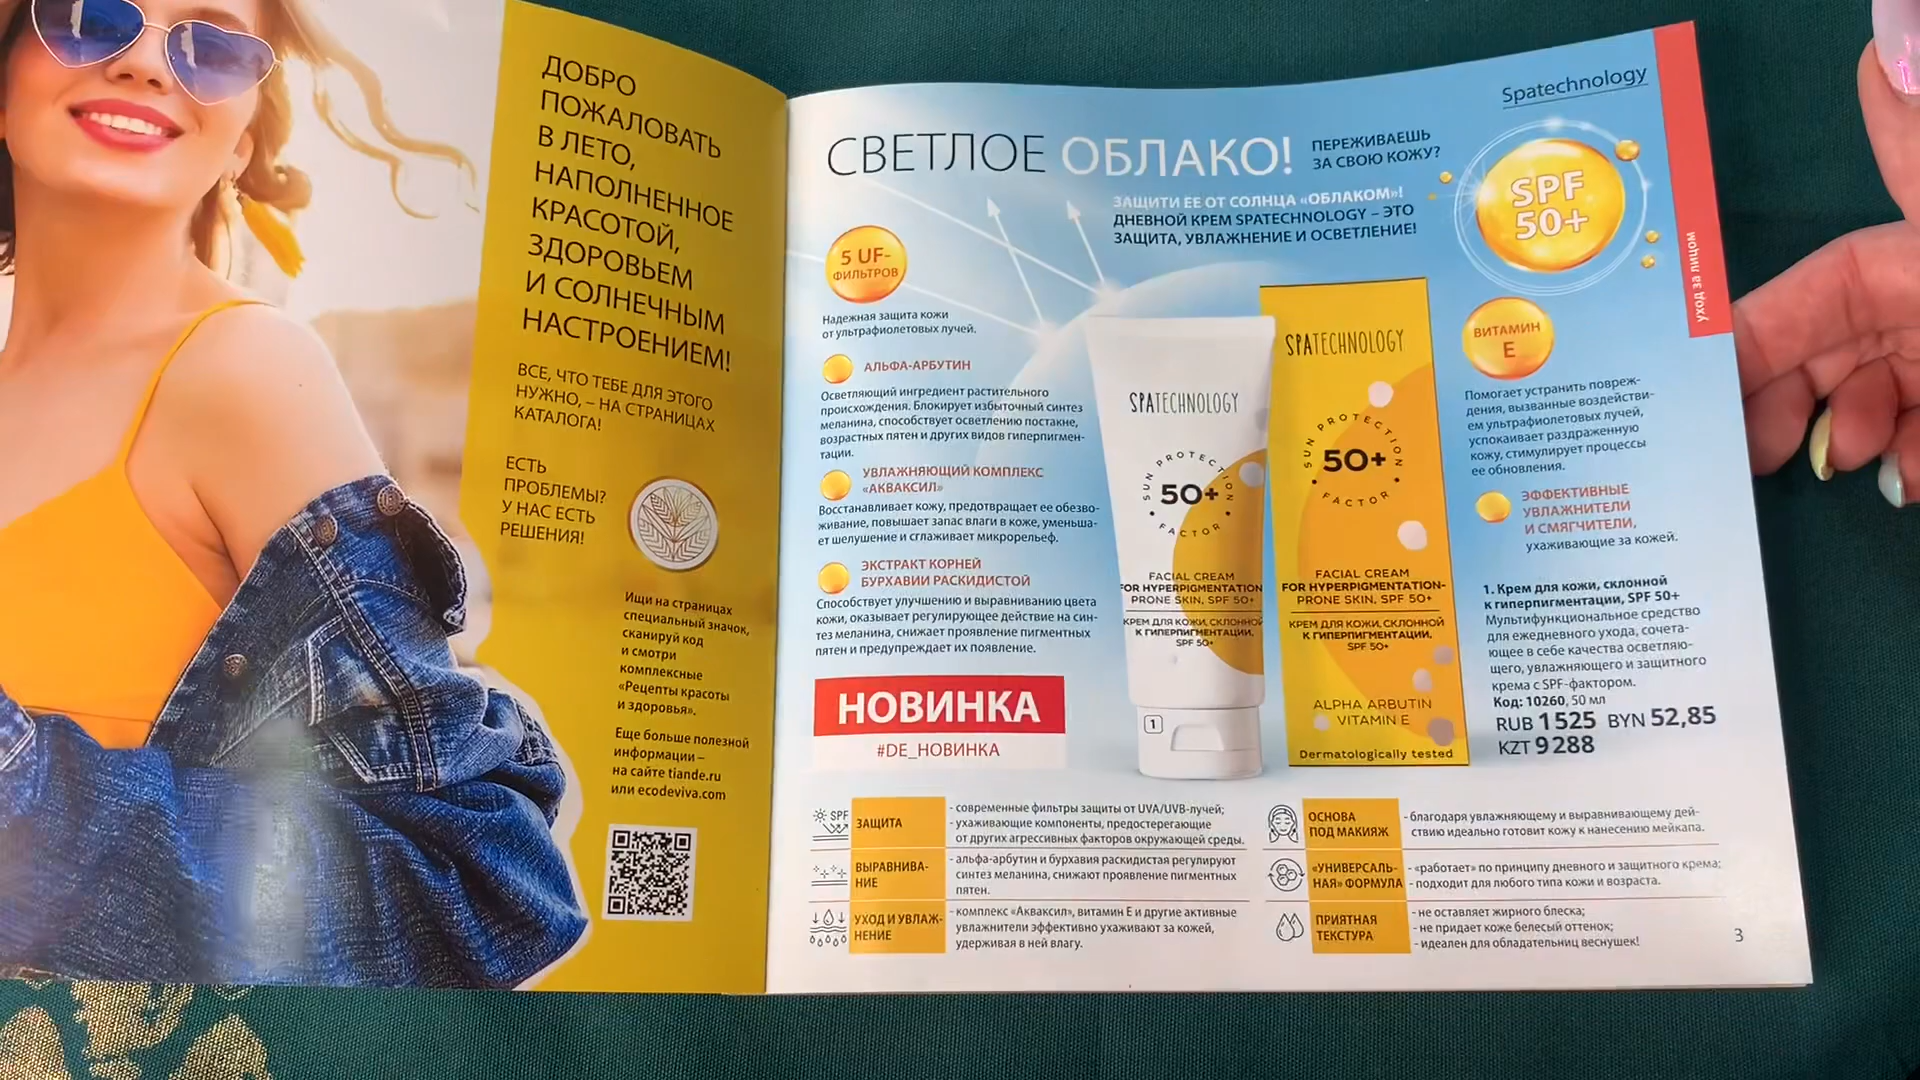 ДОБРО
ПОЖАЛОВАТЬ
В ЛЕТО,
НАПОЛНЕННОЕ
КРАСОТОЙ,
ЗДОРОВЬЕМ
И СОЛНЕЧНЫМ
НАСТРОЕНИЕМ!
ВСЕ, ЧТО ТЕБЕ ДЛЯ ЭТОГО
НУЖНО, – НА СТРАНИЦАХ
КАТАЛОГА!
ЕСТЬ
ПРОБЛЕМЫ?
У НАС ЕСТЬ
РЕШЕНИЯ!
Ищи на страницах
специальный значок,
сканируй код
и смотри
комплексные
«Рецепты красоты
и здоровья».
Еще больше полезной
информации –
на сайте tiande.ru
или ecodeviva.com
Spatechnology
СВЕТЛОЕ ОБЛАКО!
ПЕРЕЖИВАЕШЬ
ЗА СВОЮ КОЖУ?
ЗАЩИТИ ЕЕ ОТ СОЛНЦА «ОБЛАКОМ»!
ДНЕВНОЙ КРЕМ SPATECHNOLOGY – ЭТО
ЗАЩИТА, УВЛАЖНЕНИЕ И ОСВЕТЛЕНИЕ!
SPF
50+
уход за лицом
5 UF-
ФИЛЬТРОВ
Надежная защита кожи
от ультрафиолетовых лучей.
АЛЬФА-АРБУТИН
Осветляющий ингредиент растительного
происхождения. Блокирует избыточный синтез
меланина, способствует осветлению постакне,
возрастных пятен и других видов гиперпигмен-
тации.
УВЛАЖНЯЮЩИЙ КОМПЛЕКС
«АКВАКСИЛ»
Восстанавливает кожу, предотвращает ее обезво-
живание, повышает запас влаги в коже, уменьша-
ет шелушение и сглаживает микрорельеф.
ЭКСТРАКТ КОРНЕЙ
БУРХАВИИ РАСКИДИСТОЙ
Способствует улучшению и выравниванию цвета
кожи, оказывает регулирующее действие на син-
тез меланина, снижает проявление пигментных
пятен и предупреждает их появление.
НОВИНКА
#DE_НОВИНКА
SPATECHNOLOGY
SUN PROTECTION
50+
FACTOR
FACIAL CREAM
FOR HYPERPIGMENTATION-
PRONE SKIN, SPF 50+
КРЕМ ДЛЯ КОЖИ, СКЛОННОЙ
К ГИПЕРПИГМЕНТАЦИИ,
SPF 50+
1
SPATECHNOLOGY
SUN PROTECTION
50+
FACTOR
FACIAL CREAM
FOR HYPERPIGMENTATION-
PRONE SKIN, SPF 50+
КРЕМ ДЛЯ КОЖИ, СКЛОННОЙ
К ГИПЕРПИГМЕНТАЦИИ,
SPF 50+
ALPHA ARBUTIN
VITAMIN E
Dermatologically tested
ВИТАМИН
Е
Помогает устранить повреж-
дения, вызванные воздействи-
ем ультрафиолетовых лучей,
успокаивает раздраженную
кожу, стимулирует процессы
ее обновления.
ЭФФЕКТИВНЫЕ
УВЛАЖНИТЕЛИ
И СМЯГЧИТЕЛИ,
ухаживающие за кожей.
1. Крем для кожи, склонной
к гиперпигментации, SPF 50+
Мультифункциональное средство
для ежедневного ухода, сочета-
ющее в себе качества осветляю-
щего, увлажняющего и защитного
крема с SPF-фактором.
Код: 10260, 50 мл
RUB 1 525 BYN 52,85
KZT 9 288
SPF
ЗАЩИТА
- современные фильтры защиты от UVA/UVB-лучей;
- ухаживающие компоненты, предостерегающие
от других агрессивных факторов окружающей среды.
ВЫРАВНИВА-
НИЕ
- альфа-арбутин и бурхавия раскидистая регулируют
синтез меланина, снижают проявление пигментных
пятен.
УХОД И УВЛАЖ-
НЕНИЕ
- комплекс «Акваксил», витамин Е и другие активные
увлажнители эффективно ухаживают за кожей,
удерживая в ней влагу.
ОСНОВА
ПОД МАКИЯЖ
- благодаря увлажняющему и выравнивающему дей-
ствию идеально готовит кожу к нанесению мейкапа.
«УНИВЕРСАЛЬ-
НАЯ» ФОРМУЛА
- «работает» по принципу дневного и защитного крема;
- подходит для любого типа кожи и возраста.
ПРИЯТНАЯ
ТЕКСТУРА
- не оставляет жирного блеска;
- не придает коже белесый оттенок;
- идеален для обладательниц веснушек!
3